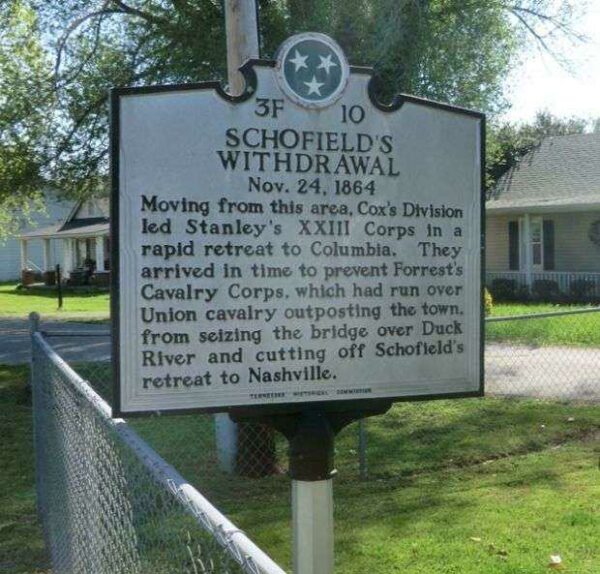 3F 10
SCHOFIELD'S
WITHDRAWAL
Nov. 24, 1864
Moving from this area, Cox's Division
led Stanley's XXIII Corps in a
rapid retreat to Columbia. They
arrived in time to prevent Forrest's
Cavalry Corps, which had run over
Union cavalry outposting the town,
from seizing the bridge over Duck
River and cutting off Schofield's
retreat to Nashville.
TENNESSEE HISTORICAL COMMISSION